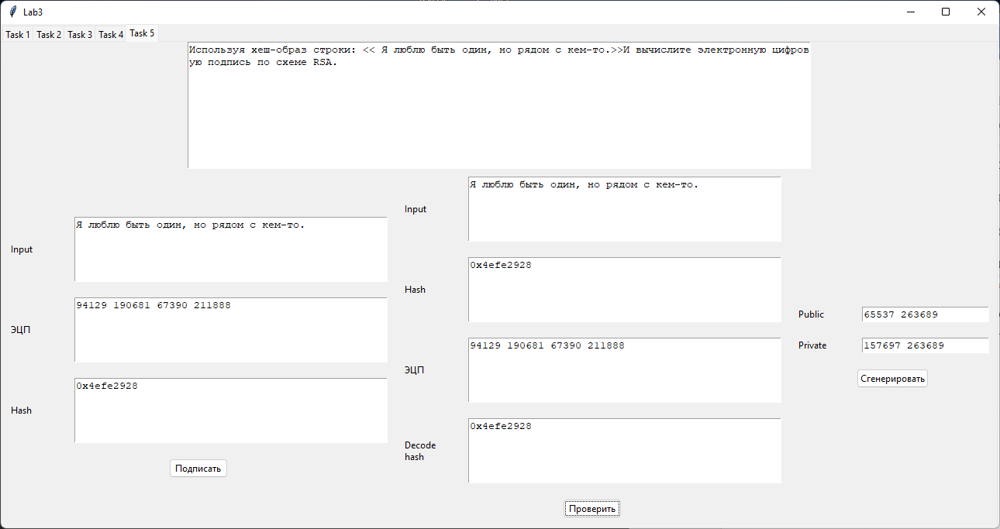 Lab3
Task 1 Task 2 Task 3 Task 4 Task 5
Используя хеш-образ строки: << Я люблю быть один, но рядом с кем-то.>>И вычислите электронную цифров
ую подпись по схеме RSA.
Input
Я люблю быть один, но рядом с кем-то.
ЭЦП
94129 190681 67390 211888
Hash
0x4efe2928
Подписать
Input
Я люблю быть один, но рядом с кем-то.
Hash
0x4efe2928
ЭЦП
94129 190681 67390 211888
Decode
hash
0x4efe2928
Проверить
Public
65537 263689
Private
157697 263689
Сгенерировать